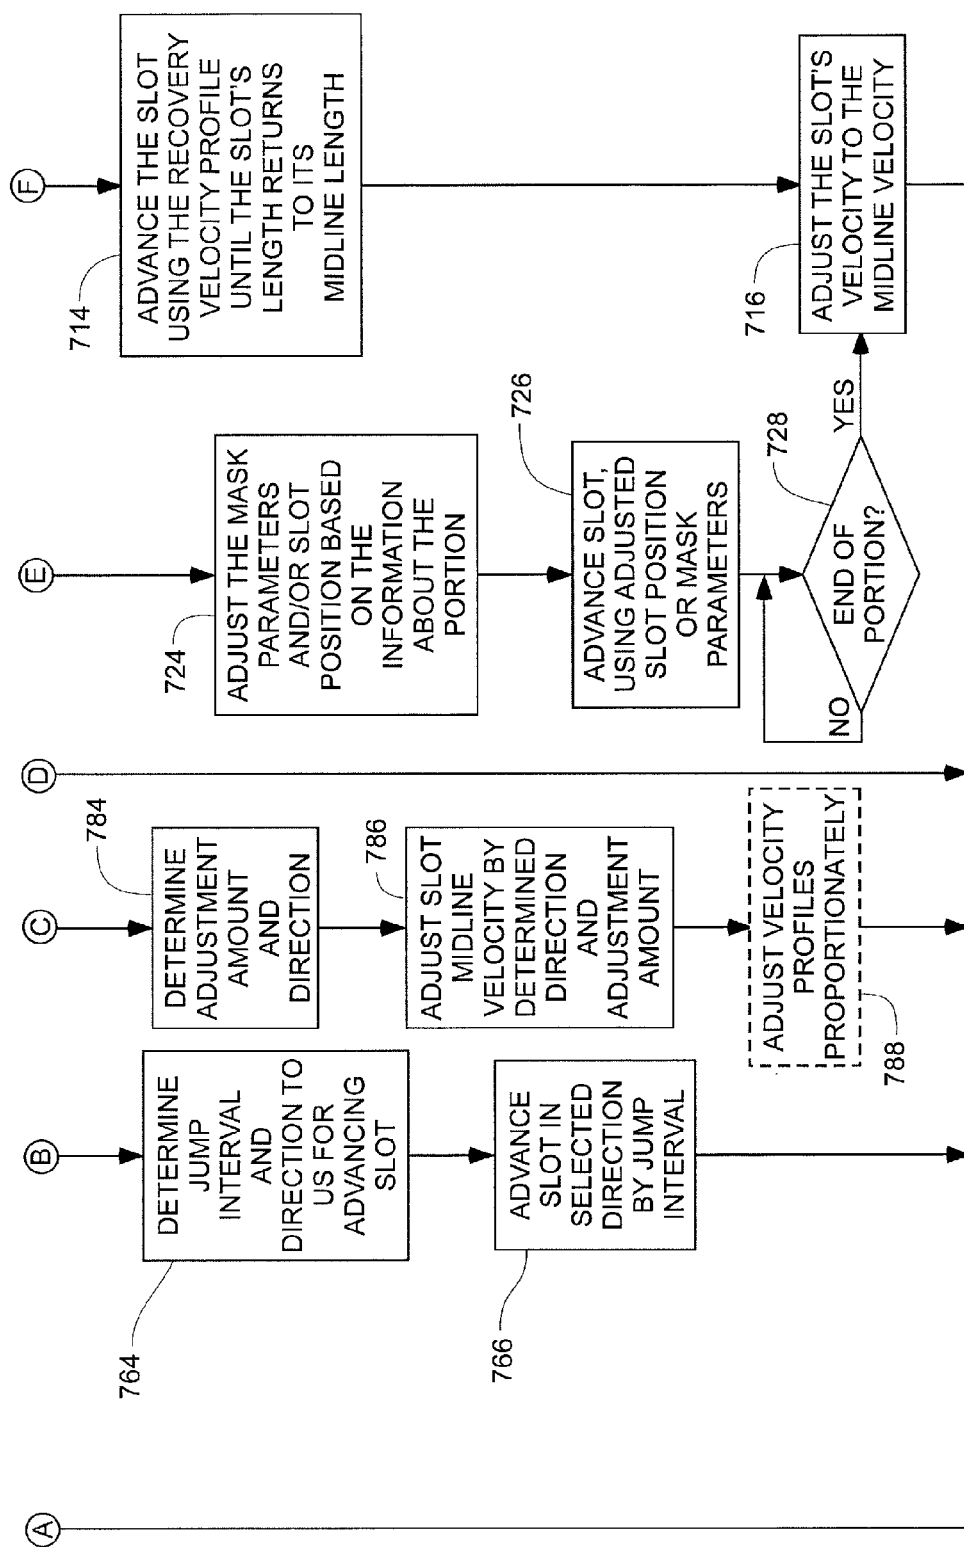 A
B
DETERMINE
JUMP
INTERVAL
AND
DIRECTION TO
US FOR
ADVANCING
SLOT
764
ADVANCE
SLOT IN
SELECTED
DIRECTION
BY JUMP
INTERVAL
766
C
DETERMINE
ADJUSTMENT
AMOUNT
AND
DIRECTION
784
ADJUST SLOT
MIDLINE
VELOCITY BY
DETERMINED
DIRECTION
AND
ADJUSTMENT
AMOUNT
786
ADJUST VELOCITY
PROFILES
PROPORTIONATELY
788
D
E
ADJUST THE MASK
PARAMETERS
AND/OR SLOT
POSITION BASED
ON THE
INFORMATION
ABOUT THE
PORTION
724
ADVANCE SLOT,
USING ADJUSTED
SLOT POSITION
OR MASK
PARAMETERS
726
END OF
PORTION?
728
NO
YES
F
ADVANCE THE SLOT
USING THE RECOVERY
VELOCITY PROFILE
UNTIL THE SLOT'S
LENGTH RETURNS
TO ITS
MIDLINE LENGTH
714
ADJUST THE SLOT'S
VELOCITY TO THE
MIDLINE VELOCITY
716